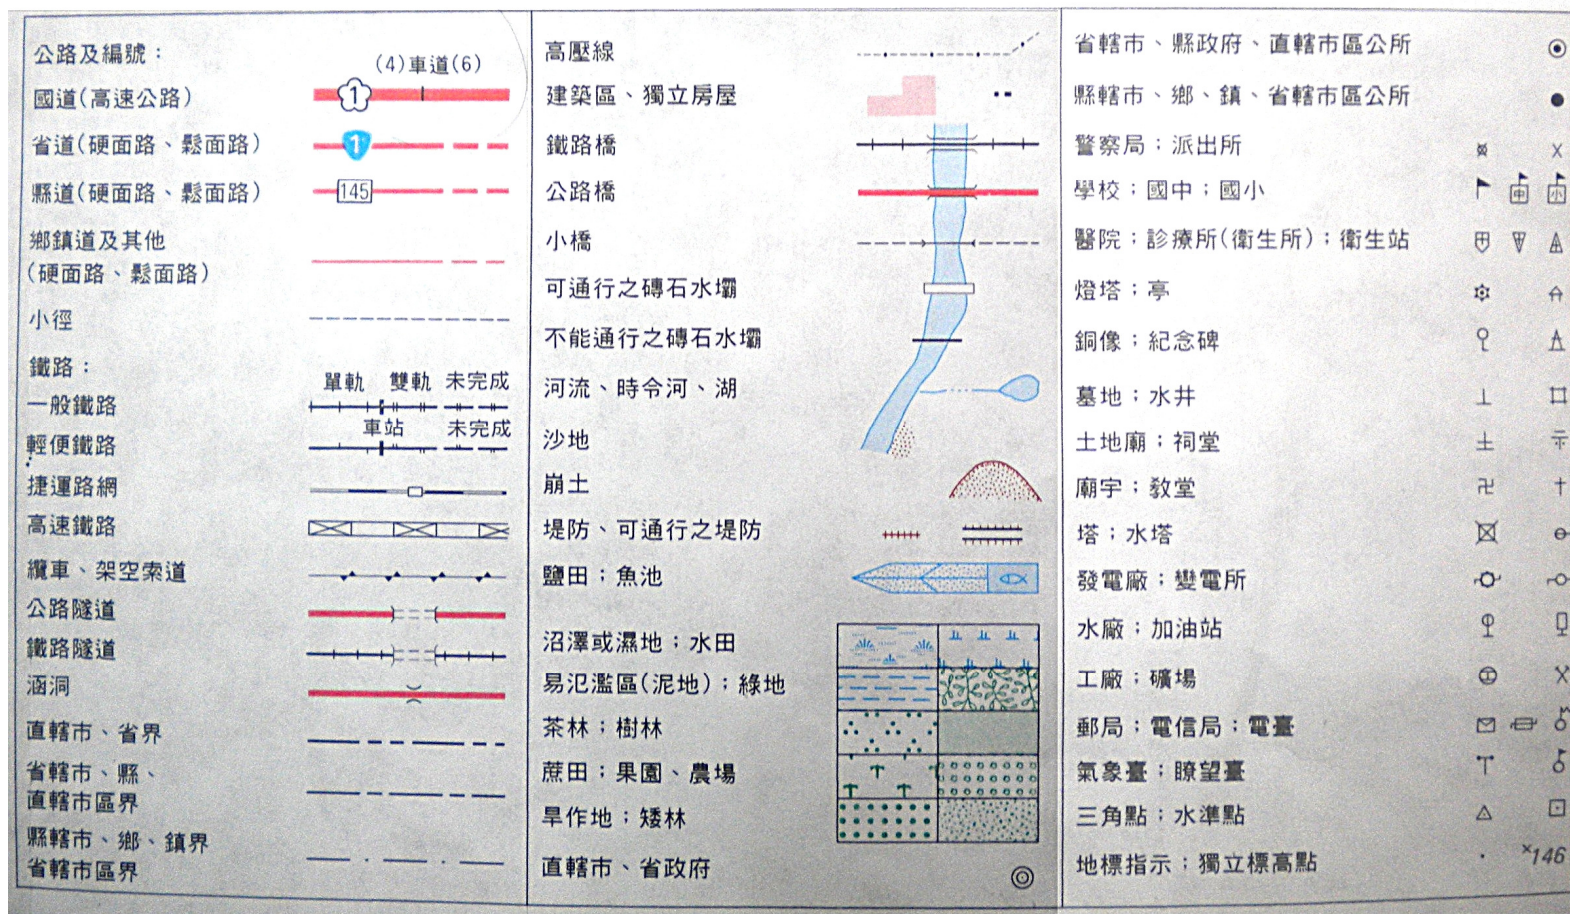 公路及編號：
(4)車道(6)
國道(高速公路)
1
省道(硬面路、鬆面路)
1
縣道(硬面路、鬆面路)
145
鄉鎮道及其他
(硬面路、鬆面路)
小徑
鐵路：
單軌 雙軌 未完成
一般鐵路
車站 未完成
輕便鐵路
捷運路網
高速鐵路
纜車、架空索道
公路隧道
鐵路隧道
涵洞
直轄市、省界
省轄市、縣、
直轄市區界
縣轄市、鄉、鎮界
省轄市區界
高壓線
建築區、獨立房屋
鐵路橋
公路橋
小橋
可通行之磚石水壩
不能通行之磚石水壩
河流、時令河、湖
沙地
崩土
堤防、可通行之堤防
鹽田；魚池
沼澤或濕地；水田
易氾濫區(泥地)；綠地
茶林；樹林
蔗田；果園、農場
旱作地；矮林
直轄市、省政府
省轄市、縣政府、直轄市區公所
縣轄市、鄉、鎮、省轄市區公所
警察局；派出所
學校；國中；國小
中 小
醫院；診療所(衛生所)；衛生站
燈塔；亭
銅像；紀念碑
墓地；水井
土地廟；祠堂
廟宇；教堂
塔；水塔
發電廠；變電所
水廠；加油站
工廠；礦場
郵局；電信局；電臺
氣象臺；瞭望臺
三角點；水準點
地標指示；獨立標高點
×146